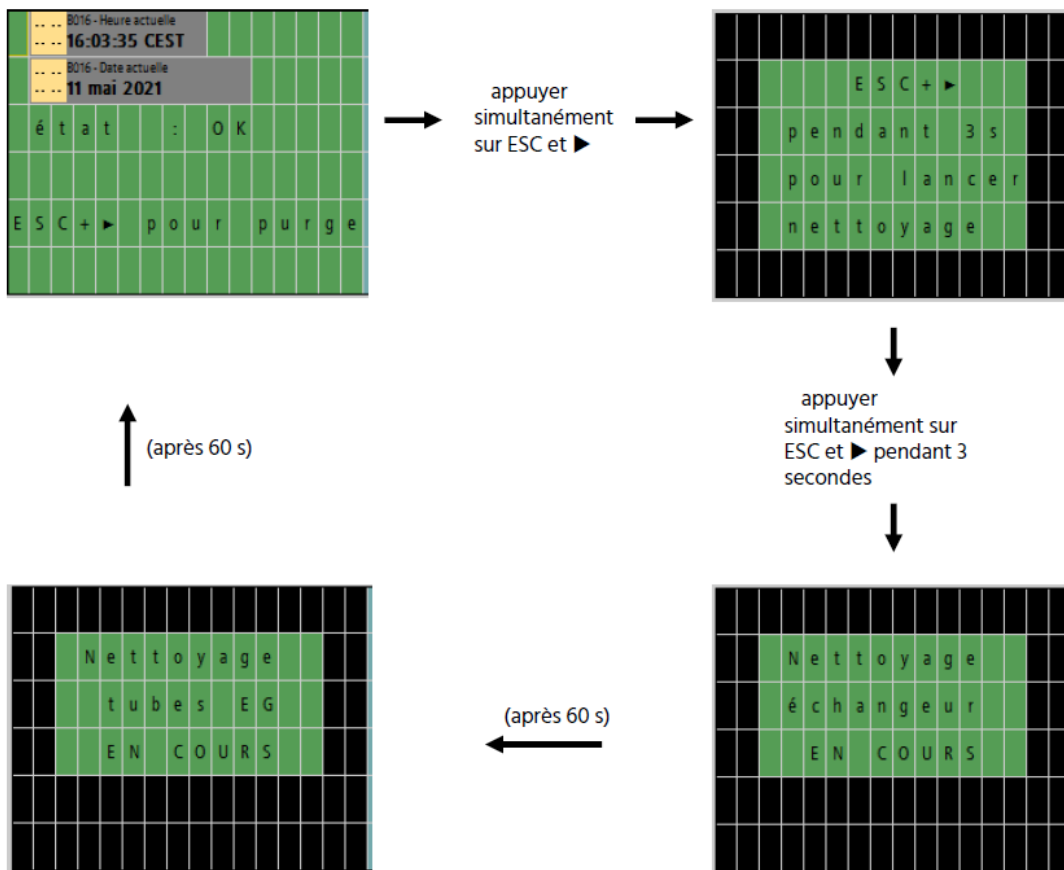 B016 - Heure actuelle
16:03:35 CEST
B016 - Date actuelle
11 mai 2021
état : OK
ESC+► pour purge
appuyer
simultanément
sur ESC et ▶
ESC+►
pendant 3s
pour lancer
nettoyage
appuyer
simultanément sur
ESC et ▶ pendant 3
secondes
Nettoyage
échangeur
EN COURS
(après 60 s)
Nettoyage
tubes EG
EN COURS
(après 60 s)